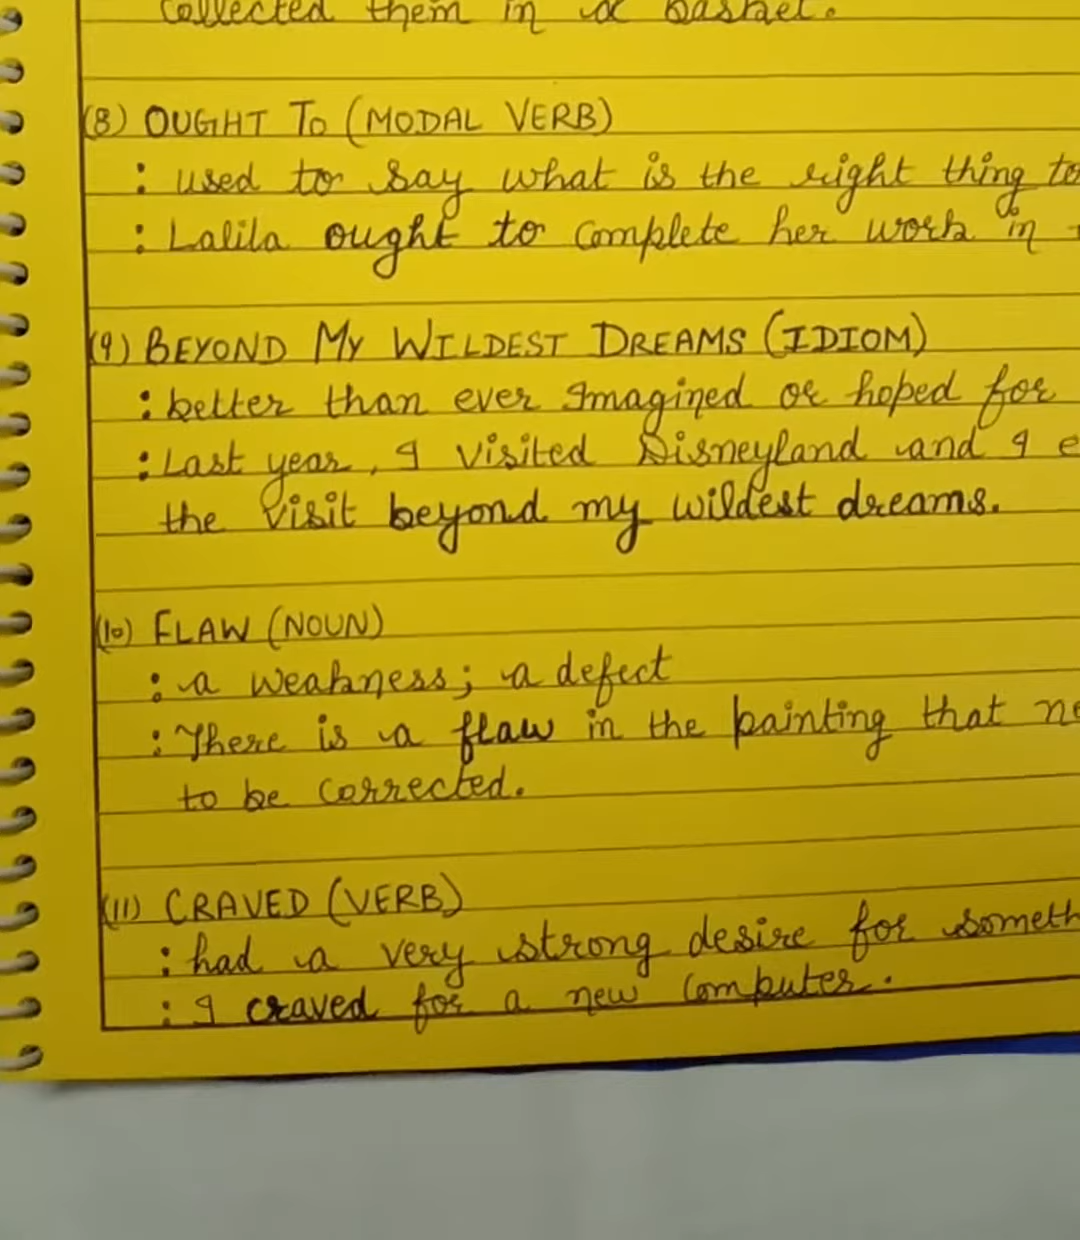 collected them in a basket.
(8) OUGHT TO (MODAL VERB)
: used to say what is the right thing to
: Lalila ought to complete her work in
(9) BEYOND MY WILDEST DREAMS (IDIOM)
: better than ever Imagined or hoped for
: Last year, I visited Disneyland and I
the visit beyond my wildest dreams.
(10) FLAW (NOUN)
: a weakness; a defect
: There is a flaw in the painting that
to be corrected.
(11) CRAVED (VERB)
: had a very strong desire for
: I craved for a new computer.